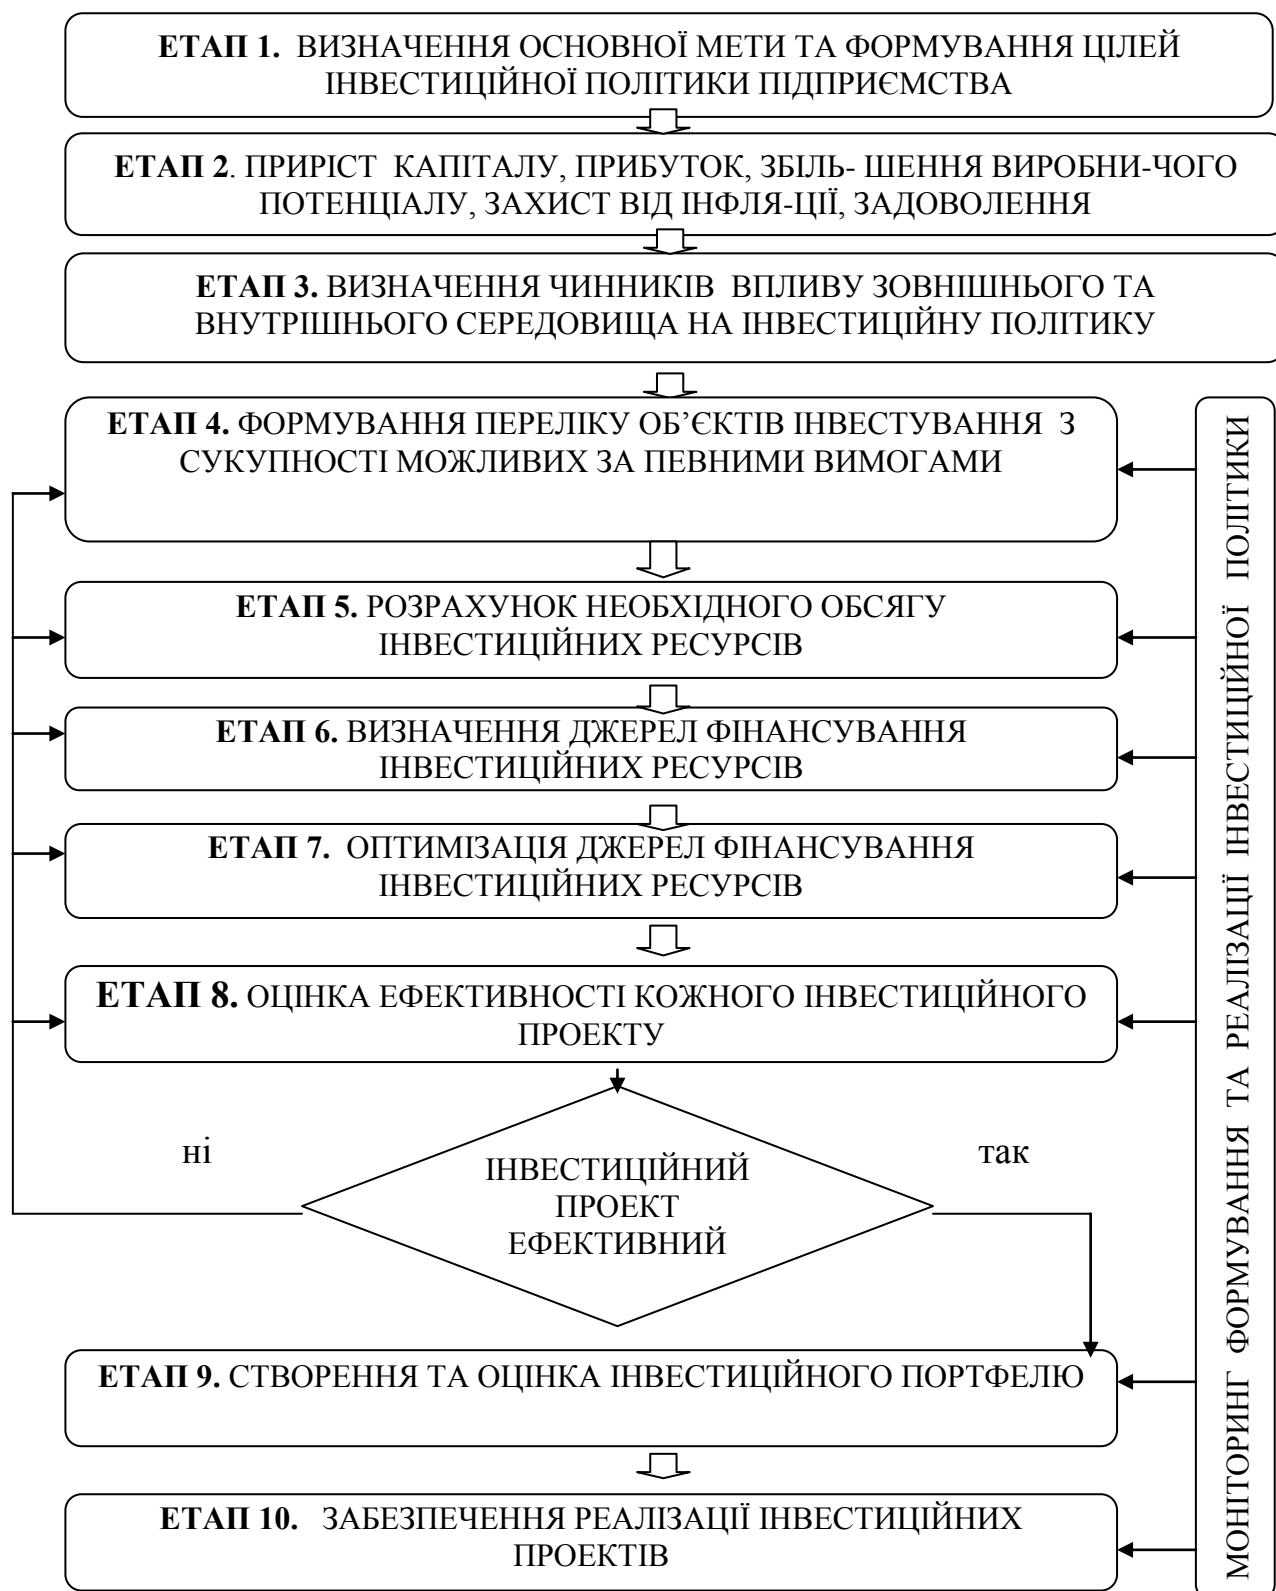 ЕТАП 1. ВИЗНАЧЕННЯ ОСНОВНОЇ МЕТИ ТА ФОРМУВАННЯ ЦІЛЕЙ
ІНВЕСТИЦІЙНОЇ ПОЛІТИКИ ПІДПРИЄМСТВА
ЕТАП 2. ПРИРІСТ КАПІТАЛУ, ПРИБУТОК, ЗБІЛЬ- ШЕННЯ ВИРОБНИ-ЧОГО
ПОТЕНЦІАЛУ, ЗАХИСТ ВІД ІНФЛЯ-ЦІЇ, ЗАДОВОЛЕННЯ
ЕТАП 3. ВИЗНАЧЕННЯ ЧИННИКІВ ВПЛИВУ ЗОВНІШНЬОГО ТА
ВНУТРІШНЬОГО СЕРЕДОВИЩА НА ІНВЕСТИЦІЙНУ ПОЛІТИКУ
ЕТАП 4. ФОРМУВАННЯ ПЕРЕЛІКУ ОБ’ЄКТІВ ІНВЕСТУВАННЯ З
СУКУПНОСТІ МОЖЛИВИХ ЗА ПЕВНИМИ ВИМОГАМИ
ЕТАП 5. РОЗРАХУНОК НЕОБХІДНОГО ОБСЯГУ
ІНВЕСТИЦІЙНИХ РЕСУРСІВ
ЕТАП 6. ВИЗНАЧЕННЯ ДЖЕРЕЛ ФІНАНСУВАННЯ
ІНВЕСТИЦІЙНИХ РЕСУРСІВ
ЕТАП 7. ОПТИМІЗАЦІЯ ДЖЕРЕЛ ФІНАНСУВАННЯ
ІНВЕСТИЦІЙНИХ РЕСУРСІВ
ЕТАП 8. ОЦІНКА ЕФЕКТИВНОСТІ КОЖНОГО ІНВЕСТИЦІЙНОГО
ПРОЕКТУ
ні
так
ІНВЕСТИЦІЙНИЙ
ПРОЕКТ
ЕФЕКТИВНИЙ
ЕТАП 9. СТВОРЕННЯ ТА ОЦІНКА ІНВЕСТИЦІЙНОГО ПОРТФЕЛЮ
ЕТАП 10. ЗАБЕЗПЕЧЕННЯ РЕАЛІЗАЦІЇ ІНВЕСТИЦІЙНИХ
ПРОЕКТІВ
МОНІТОРИНГ ФОРМУВАННЯ ТА РЕАЛІЗАЦІЇ ІНВЕСТИЦІЙНОЇ ПОЛІТИКИ